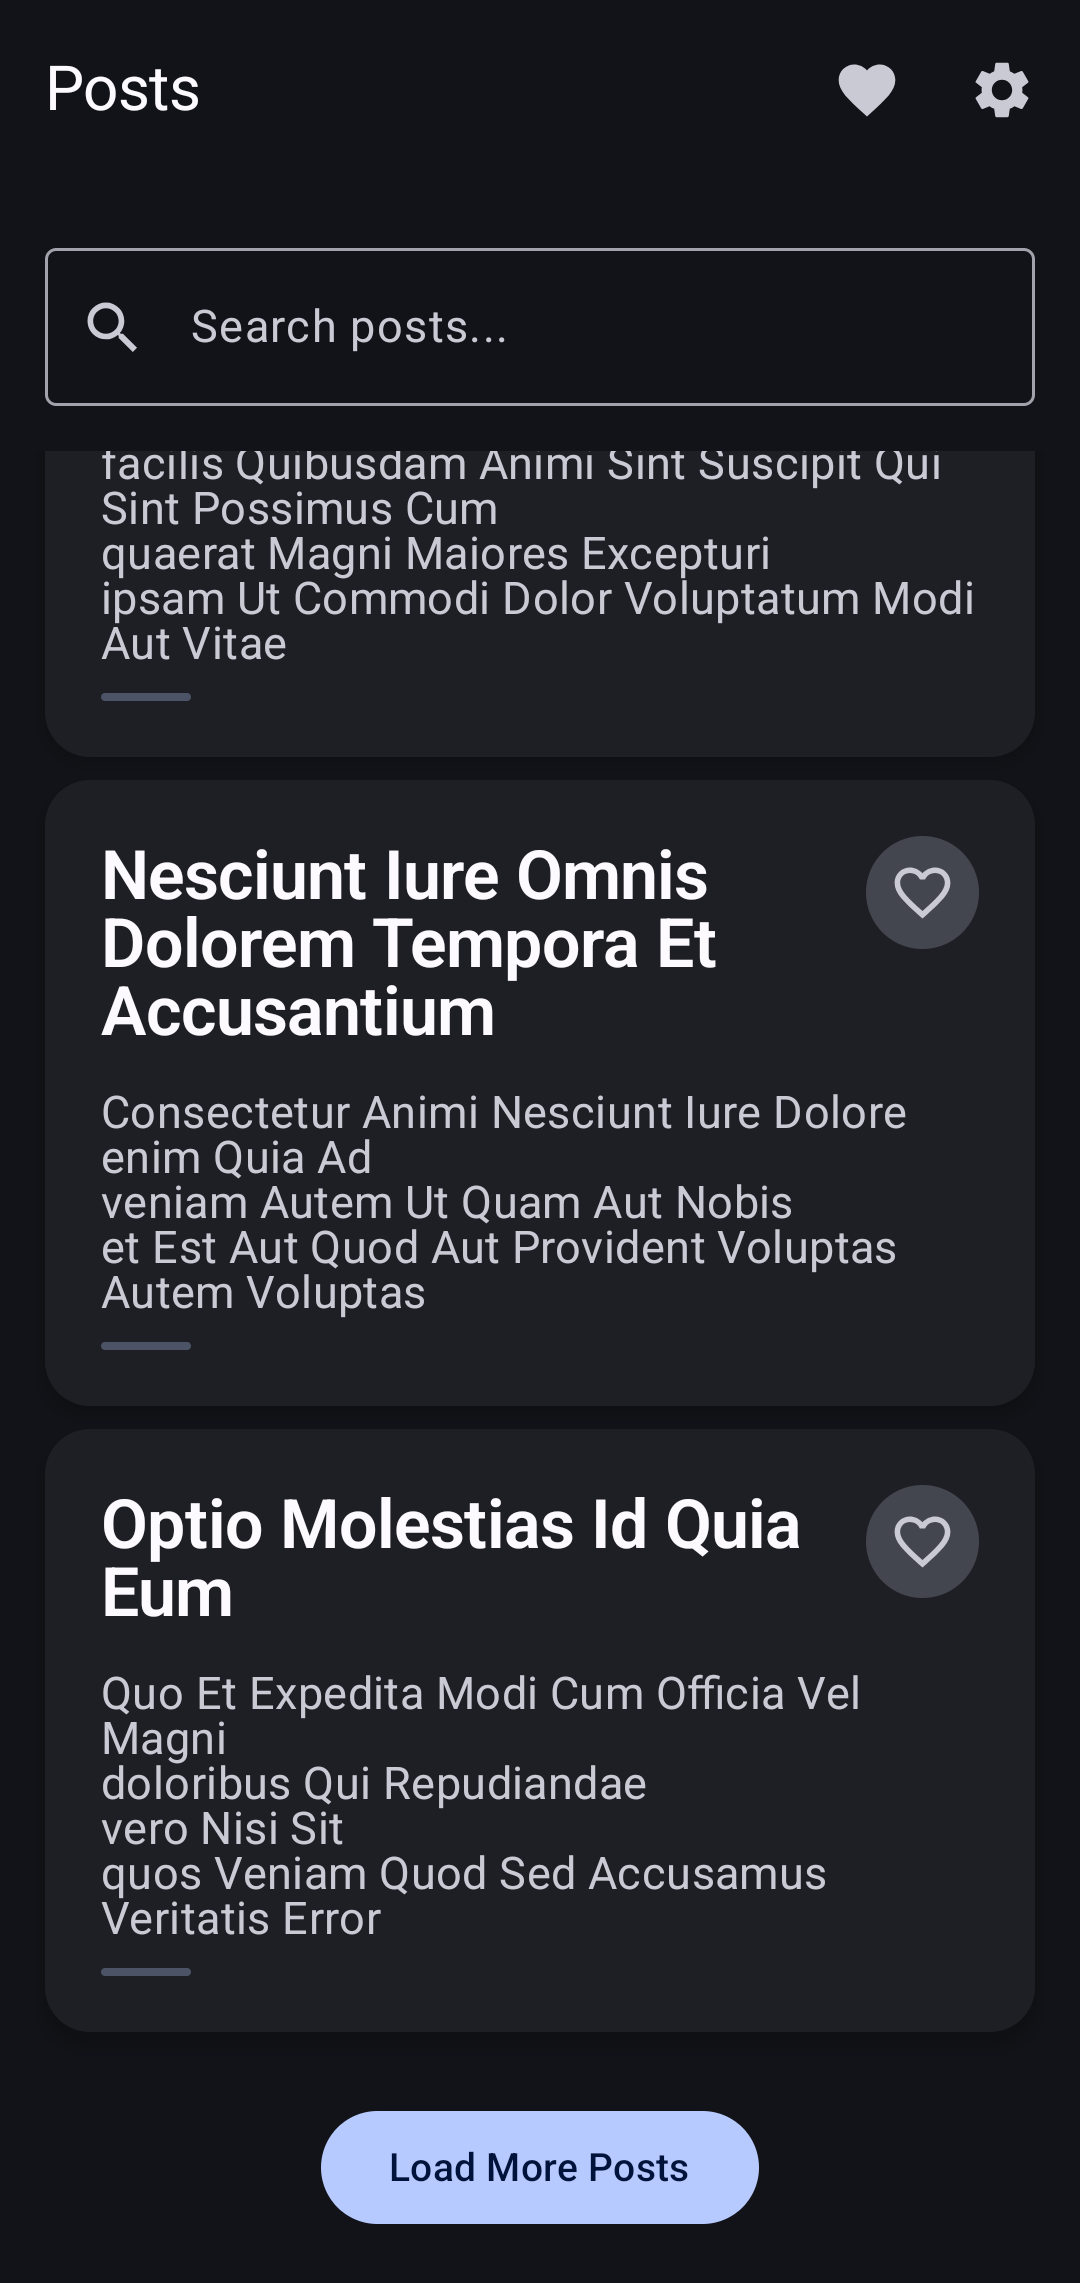 Posts
Search posts...
facilis Quibusdam Animi Sint Suscipit Qui
Sint Possimus Cum
quaerat Magni Maiores Excepturi
ipsam Ut Commodi Dolor Voluptatum Modi
Aut Vitae
Nesciunt Iure Omnis
Dolorem Tempora Et
Accusantium
Consectetur Animi Nesciunt Iure Dolore
enim Quia Ad
veniam Autem Ut Quam Aut Nobis
et Est Aut Quod Aut Provident Voluptas
Autem Voluptas
Optio Molestias Id Quia
Eum
Quo Et Expedita Modi Cum Officia Vel
Magni
doloribus Qui Repudiandae
vero Nisi Sit
quos Veniam Quod Sed Accusamus
Veritatis Error
Load More Posts